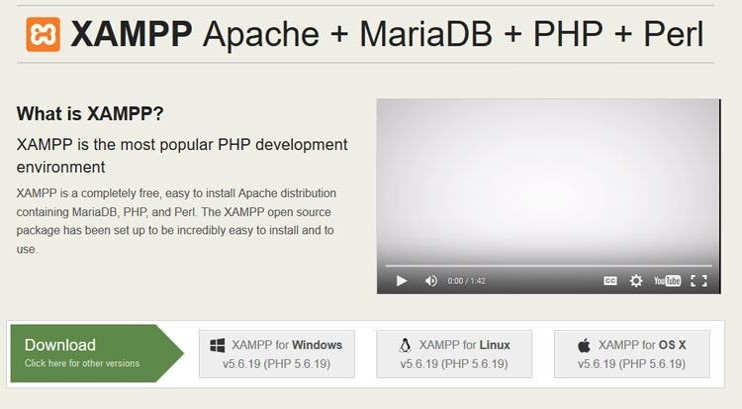 XAMPP Apache + MariaDB + PHP + Perl
What is XAMPP?
XAMPP is the most popular PHP development
environment
XAMPP is a completely free, easy to install Apache distribution
containing MariaDB, PHP, and Perl. The XAMPP open source
package has been set up to be incredibly easy to install and to
use.
0:00 / 1:42
CC
YouTube
Download
Click here for other versions
XAMPP for Windows
v5.6.19 (PHP 5.6.19)
XAMPP for Linux
v5.6.19 (PHP 5.6.19)
XAMPP for OS X
v5.6.19 (PHP 5.6.19)